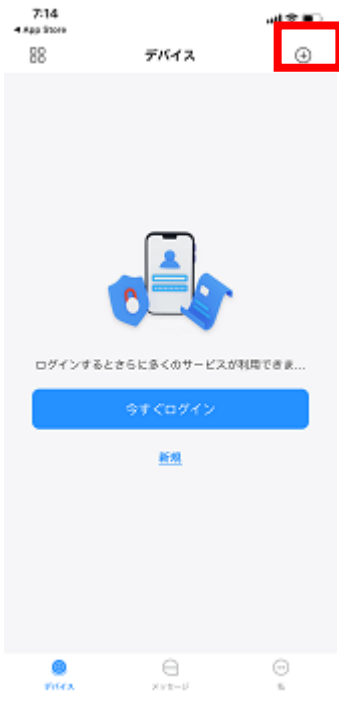 7:14
◀ App Store
デバイス
ログインするとさらに多くのサービスが利用できま...
今すぐログイン
新規
デバイス
メッセージ
私